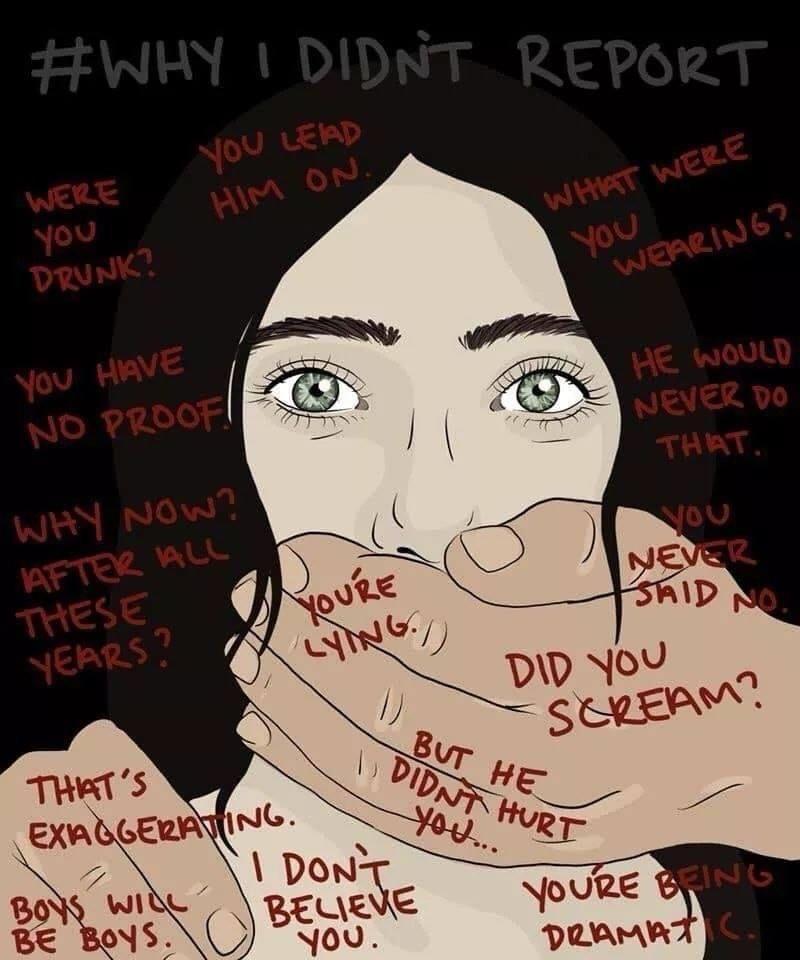 #WHY I DIDN'T REPORT
YOU LEAD
HIM ON.
WERE
YOU
DRUNK?
WHAT WERE
YOU
WEARING?
YOU HAVE
NO PROOF.
HE WOULD
NEVER DO
THAT.
WHY NOW?
AFTER ALL
THESE
YEARS?
YOU'RE
LYING.
YOU
NEVER
SAID NO.
DID YOU
SCREAM?
BUT HE
DIDN'T HURT
YOU...
THAT'S
EXAGGERATING.
BOYS WILL
BE BOYS.
I DON'T
BELIEVE
YOU.
YOU'RE BEING
DRAMATIC.